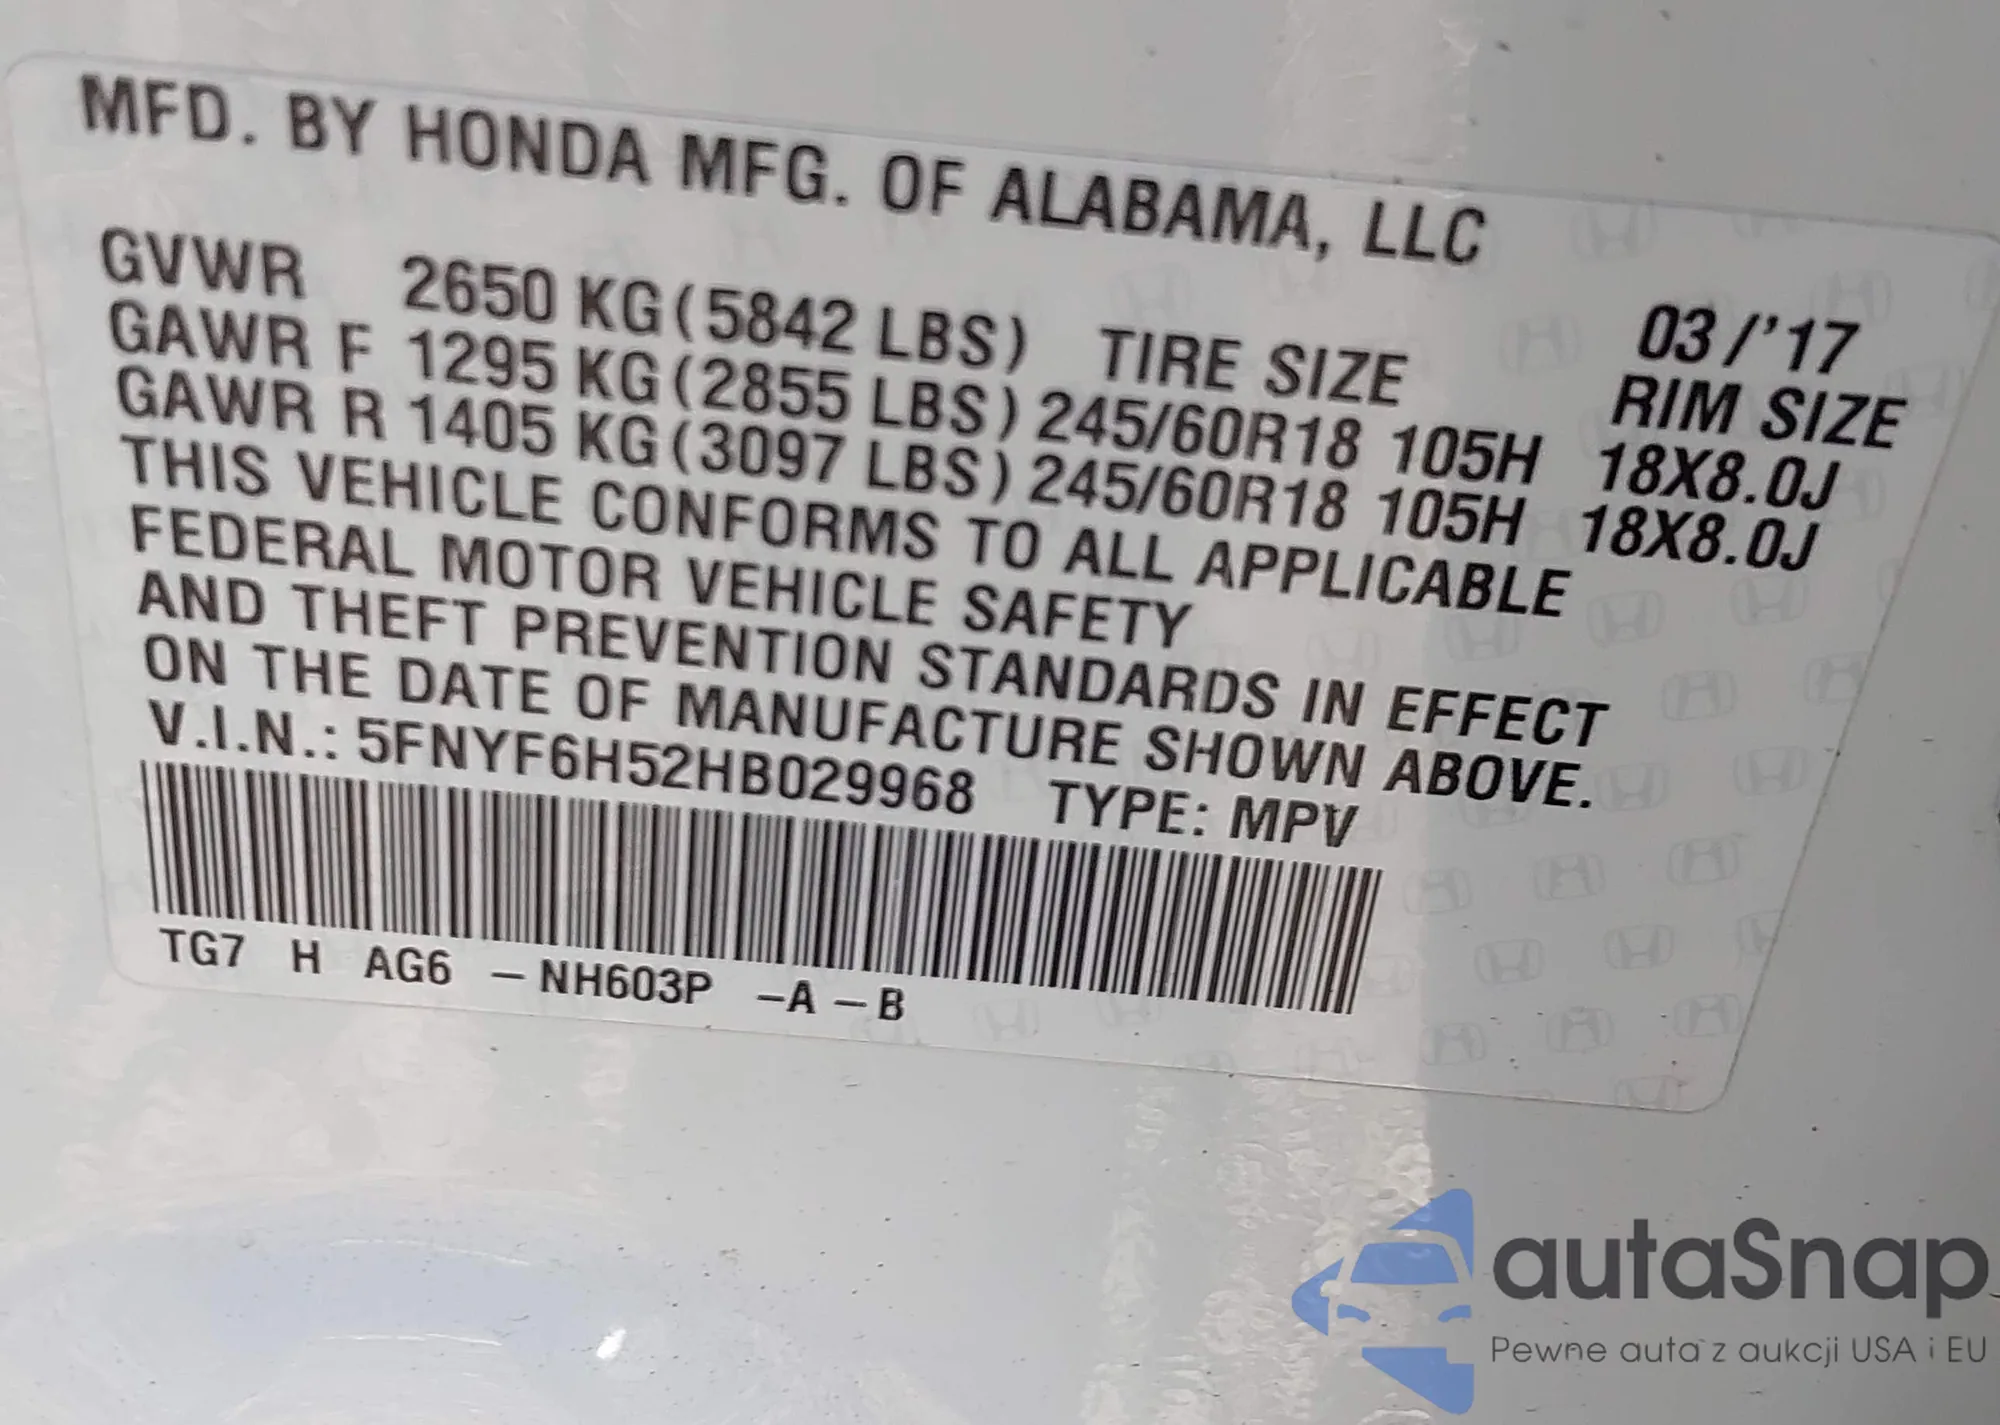 MFD. BY HONDA MFG. OF ALABAMA, LLC
03/'17
GVWR 2650 KG (5842 LBS) TIRE SIZE RIM SIZE
GAWR F 1295 KG (2855 LBS) 245/60R18 105H 18X8.0J
GAWR R 1405 KG (3097 LBS) 245/60R18 105H 18X8.0J
THIS VEHICLE CONFORMS TO ALL APPLICABLE
FEDERAL MOTOR VEHICLE SAFETY
AND THEFT PREVENTION STANDARDS IN EFFECT
ON THE DATE OF MANUFACTURE SHOWN ABOVE.
V.I.N.: 5FNYF6H52HB029968 TYPE: MPV
TG7 H AG6 - NH603P - A - B
autaSnap
Pewne auta z aukcji USA i EU